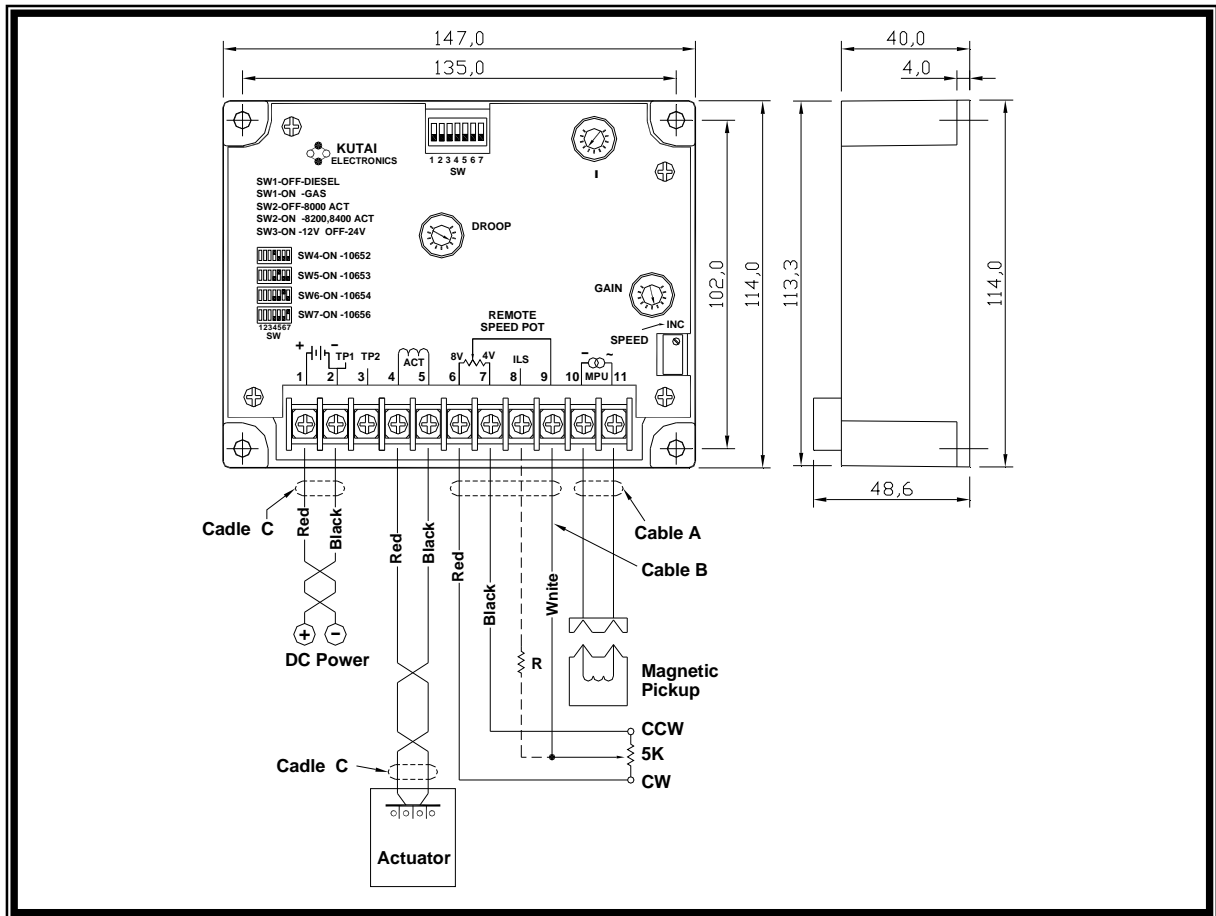 147,0
135,0
40,0
4,0
KUTAI
ELECTRONICS
1 2 3 4 5 6 7
SW
I
SW1-OFF-DIESEL
SW1-ON -GAS
SW2-OFF-8000 ACT
SW2-ON -8200,8400 ACT
SW3-ON -12V OFF-24V
SW4-ON -10652
SW5-ON -10653
SW6-ON -10654
SW7-ON -10656
1234567
SW
DROOP
GAIN
INC
SPEED
REMOTE
SPEED POT
+ −
TP1 TP2
ACT
8V 4V
ILS
− ~
MPU
1 2 3 4 5 6 7 8 9 10 11
102,0
114,0
113,3
114,0
48,6
Cadle C
Red
Black
+ −
DC Power
Red
Black
Red
Black
Wnite
R
Cable A
Cable B
Magnetic
Pickup
CCW
5K
CW
Cadle C
Actuator